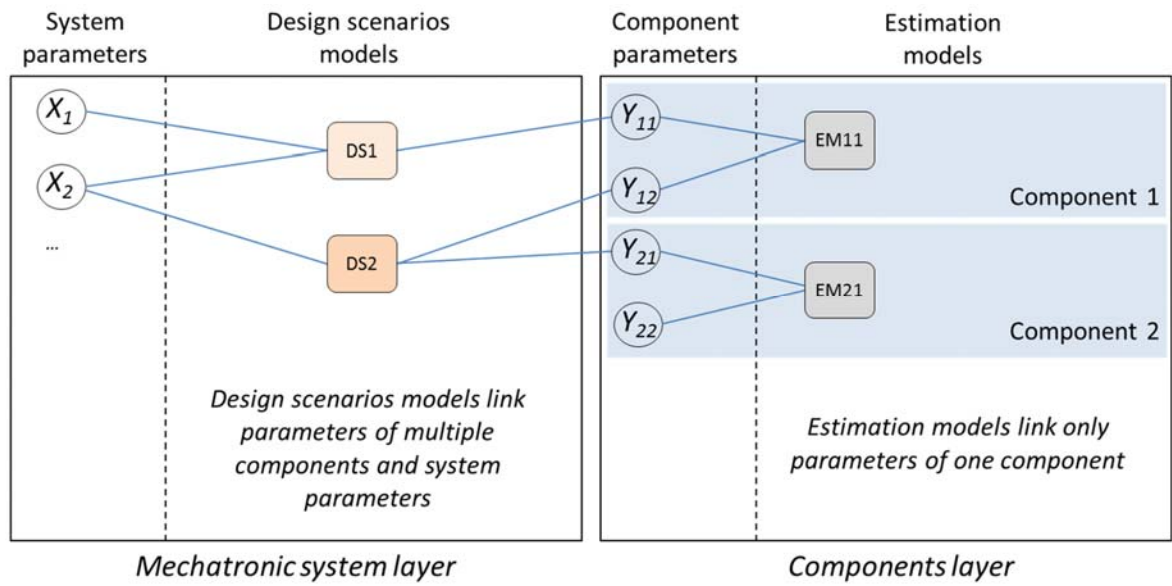 System
parameters
Design scenarios
models
Component
parameters
Estimation
models
X1
X2
...
DS1
DS2
Y11
Y12
Y21
Y22
EM11
Component 1
EM21
Component 2
Design scenarios models link
parameters of multiple
components and system
parameters
Estimation models link only
parameters of one component
Mechatronic system layer
Components layer